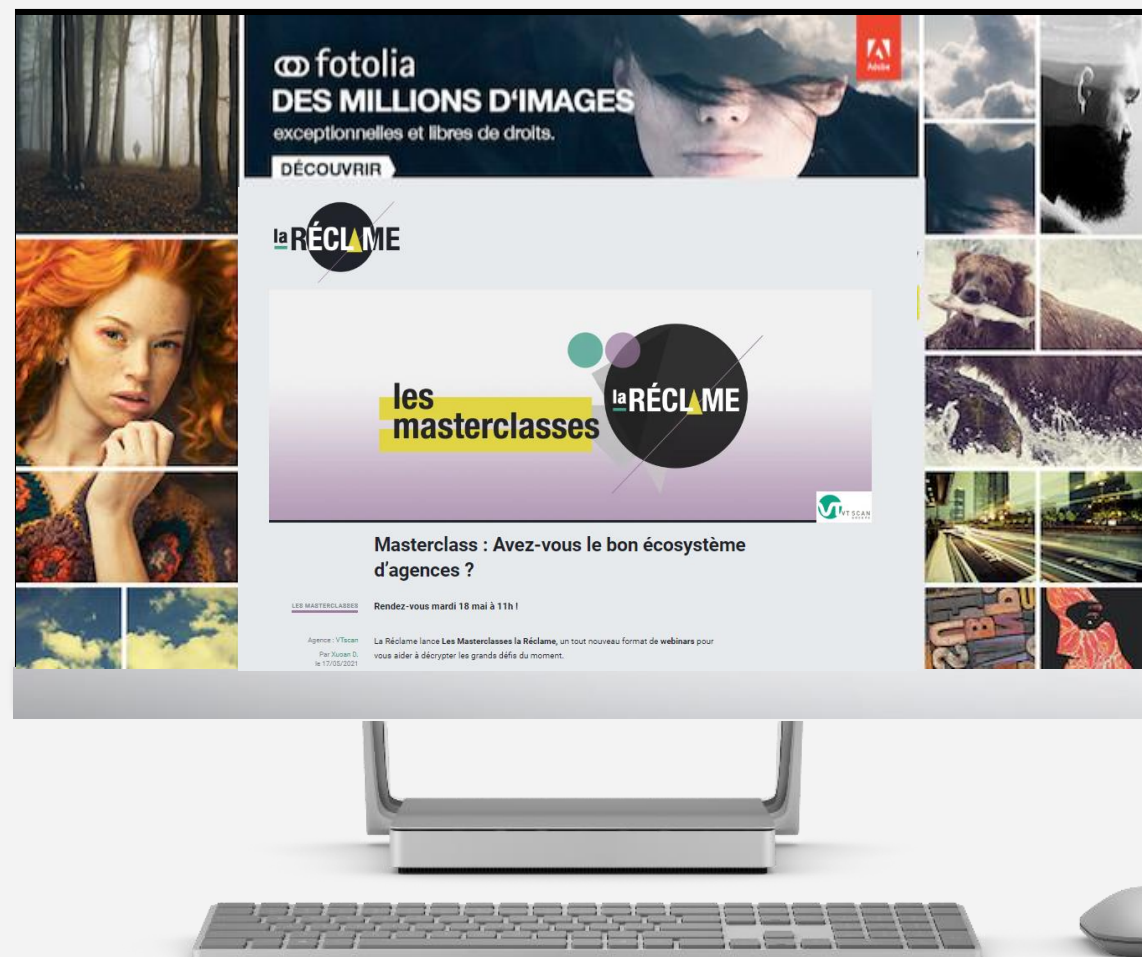 fotolia
DES MILLIONS D'IMAGES
exceptionnelles et libres de droits.
DÉCOUVRIR
Adobe
la RÉCLAME
les
masterclasses
la RÉCLAME
VT SCAN
Masterclass : Avez-vous le bon écosystème
d'agences ?
LES MASTERCLASSES
Rendez-vous mardi 18 mai à 11h !
Agence : VTscan
La Réclame lance Les Masterclasses la Réclame, un tout nouveau format de webinars pour
Par Xuoan D.
vous aider à décrypter les grands défis du moment.
le 17/05/2021